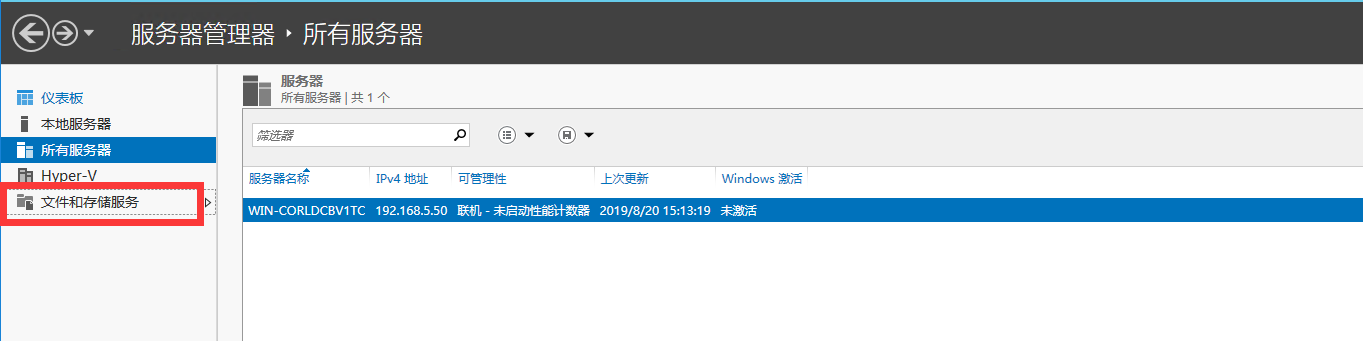 服务器管理器 · 所有服务器
仪表板
本地服务器
所有服务器
Hyper-V
文件和存储服务
服务器
所有服务器 | 共 1 个
筛选器
服务器名称 IPv4 地址 可管理性 上次更新 Windows 激活
WIN-CORLDCBV1TC 192.168.5.50 联机 - 未启动性能计数器 2019/8/20 15:13:19 未激活